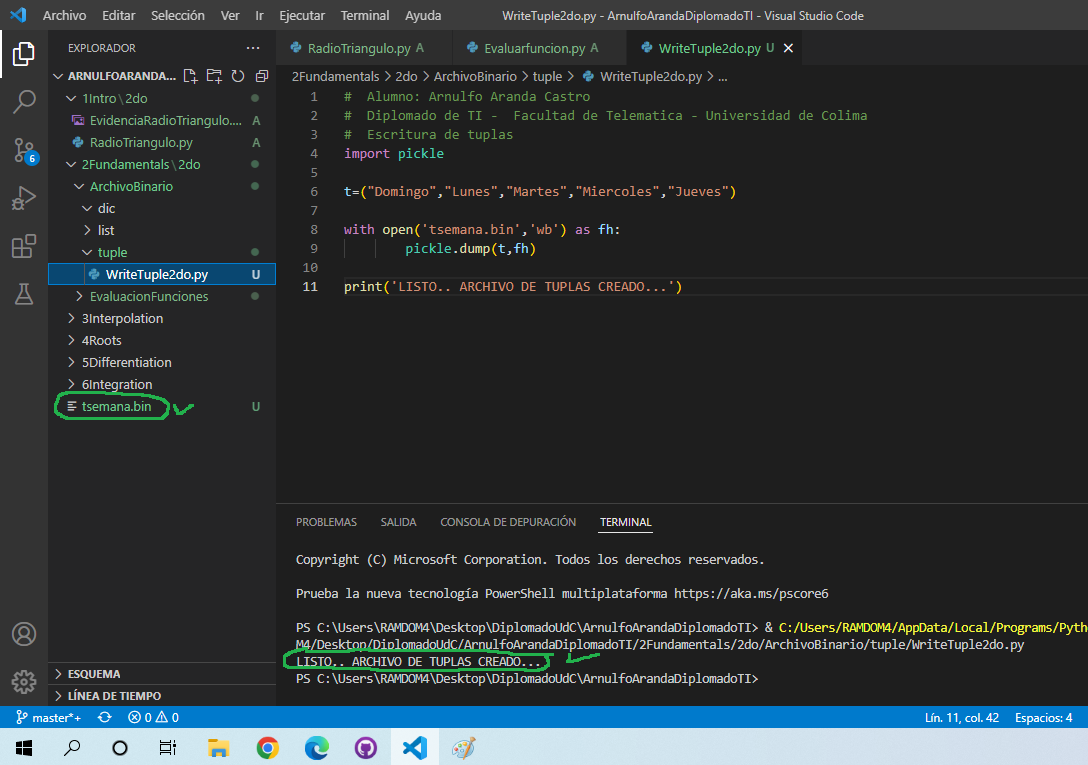 Archivo Editar Selección Ver Ir Ejecutar Terminal Ayuda WriteTuple2do.py - ArnulfoArandaDiplomadoTI - Visual Studio Code
EXPLORADOR ...
ARNULFOARANDA...
1Intro\2do
EvidenciaRadioTriangulo.... A
RadioTriangulo.py A
2Fundamentals\2do
ArchivoBinario
dic
list
tuple
WriteTuple2do.py U
EvaluacionFunciones
3Interpolation
4Roots
5Differentiation
6Integration
tsemana.bin U
6
ESQUEMA
LÍNEA DE TIEMPO
RadioTriangulo.py A Evaluarfuncion.py A WriteTuple2do.py U
2Fundamentals > 2do > ArchivoBinario > tuple > WriteTuple2do.py > ...
1 # Alumno: Arnulfo Aranda Castro
2 # Diplomado de TI - Facultad de Telematica - Universidad de Colima
3 # Escritura de tuplas
4 import pickle
5
6 t=("Domingo","Lunes","Martes","Miercoles","Jueves")
7
8 with open('tsemana.bin','wb') as fh:
9 pickle.dump(t,fh)
10
11 print('LISTO.. ARCHIVO DE TUPLAS CREADO...')
PROBLEMAS SALIDA CONSOLA DE DEPURACIÓN TERMINAL
Copyright (C) Microsoft Corporation. Todos los derechos reservados.
Prueba la nueva tecnología PowerShell multiplataforma https://aka.ms/pscore6
PS C:\Users\RAMDOM4\Desktop\DiplomadoUdC\ArnulfoArandaDiplomadoTI> & C:/Users/RAMDOM4/AppData/Local/Programs/Pyth
M4/Desktop/DiplomadoUdC/ArnulfoArandaDiplomadoTI/2Fundamentals/2do/ArchivoBinario/tuple/WriteTuple2do.py
LISTO.. ARCHIVO DE TUPLAS CREADO...
PS C:\Users\RAMDOM4\Desktop\DiplomadoUdC\ArnulfoArandaDiplomadoTI>
master*+ 0 0 Lín. 11, col. 42 Espacios: 4